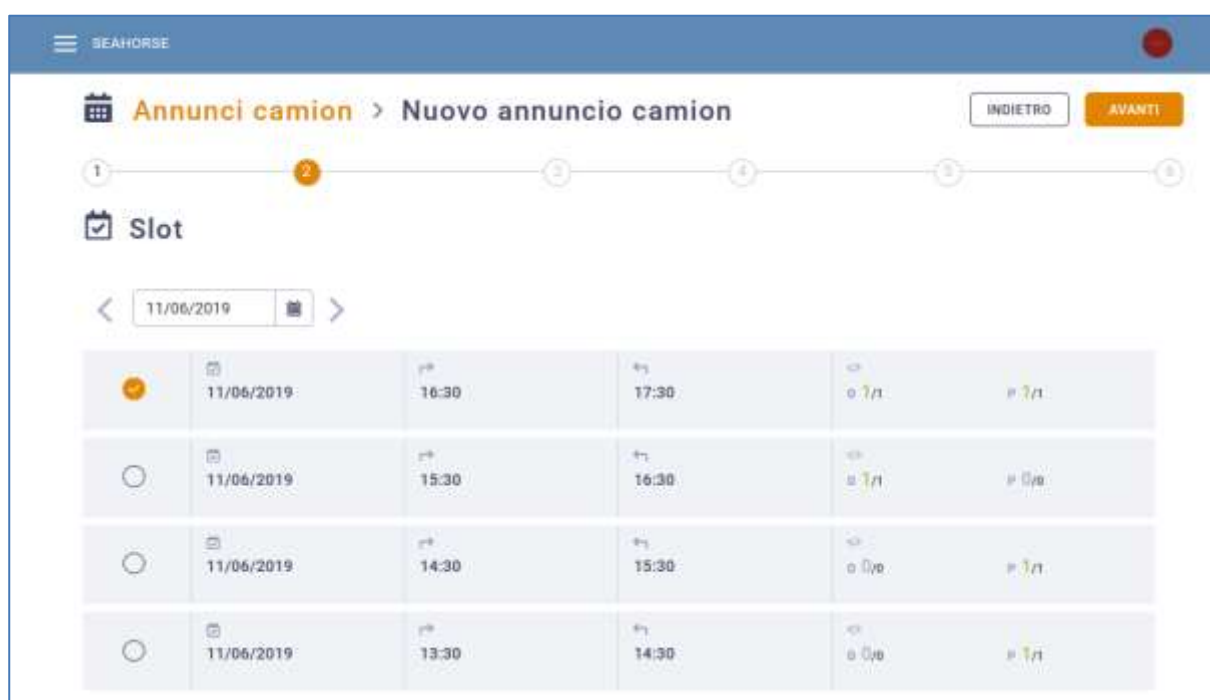 SEAHORSE
Annunci camion > Nuovo annuncio camion
INDIETRO
AVANTI
1 2 3 4 5 6
Slot
11/06/2019
11/06/2019 16:30 17:30 D 1/1 P 1/1
11/06/2019 15:30 16:30 D 1/1 P 0/0
11/06/2019 14:30 15:30 D 0/0 P 1/1
11/06/2019 13:30 14:30 D 0/0 P 1/1